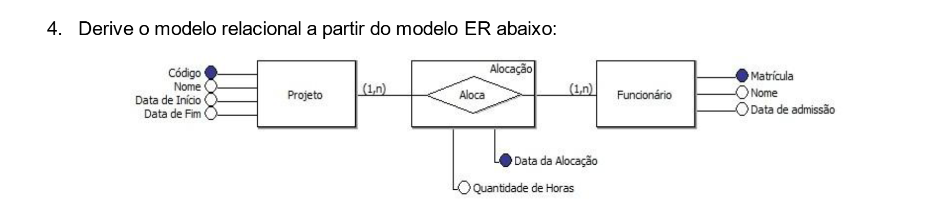 4. Derive o modelo relacional a partir do modelo ER abaixo:
Código
Nome
Data de Início
Data de Fim
Projeto
(1,n)
Alocação
Aloca
(1,n)
Funcionário
Matrícula
Nome
Data de admissão
Data da Alocação
Quantidade de Horas